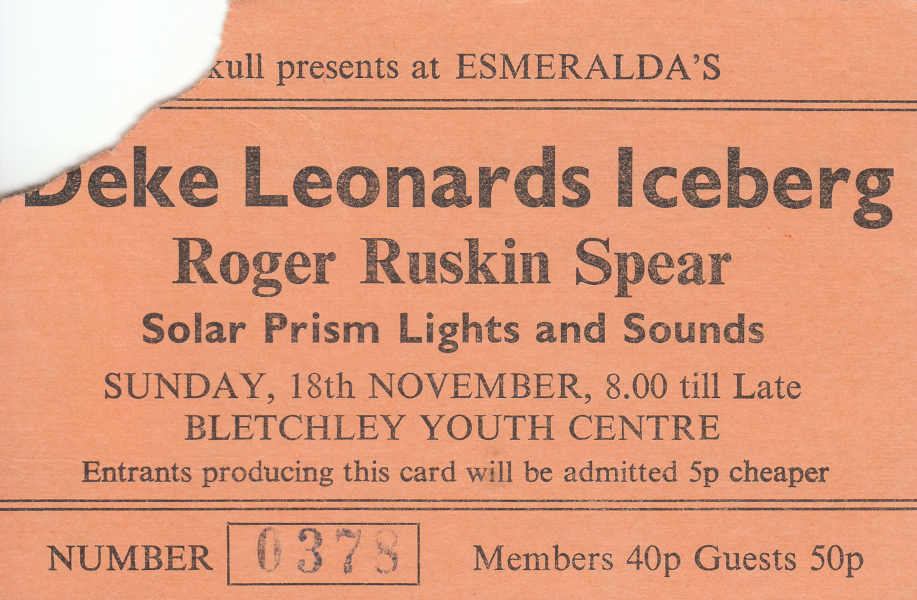 presents at ESMERALDA'S
Deke Leonards Iceberg
Roger Ruskin Spear
Solar Prism Lights and Sounds
SUNDAY, 18th NOVEMBER, 8.00 till Late
BLETCHLEY YOUTH CENTRE
Entrants producing this card will be admitted 5p cheaper
NUMBER 0378
Members 40p Guests 50p